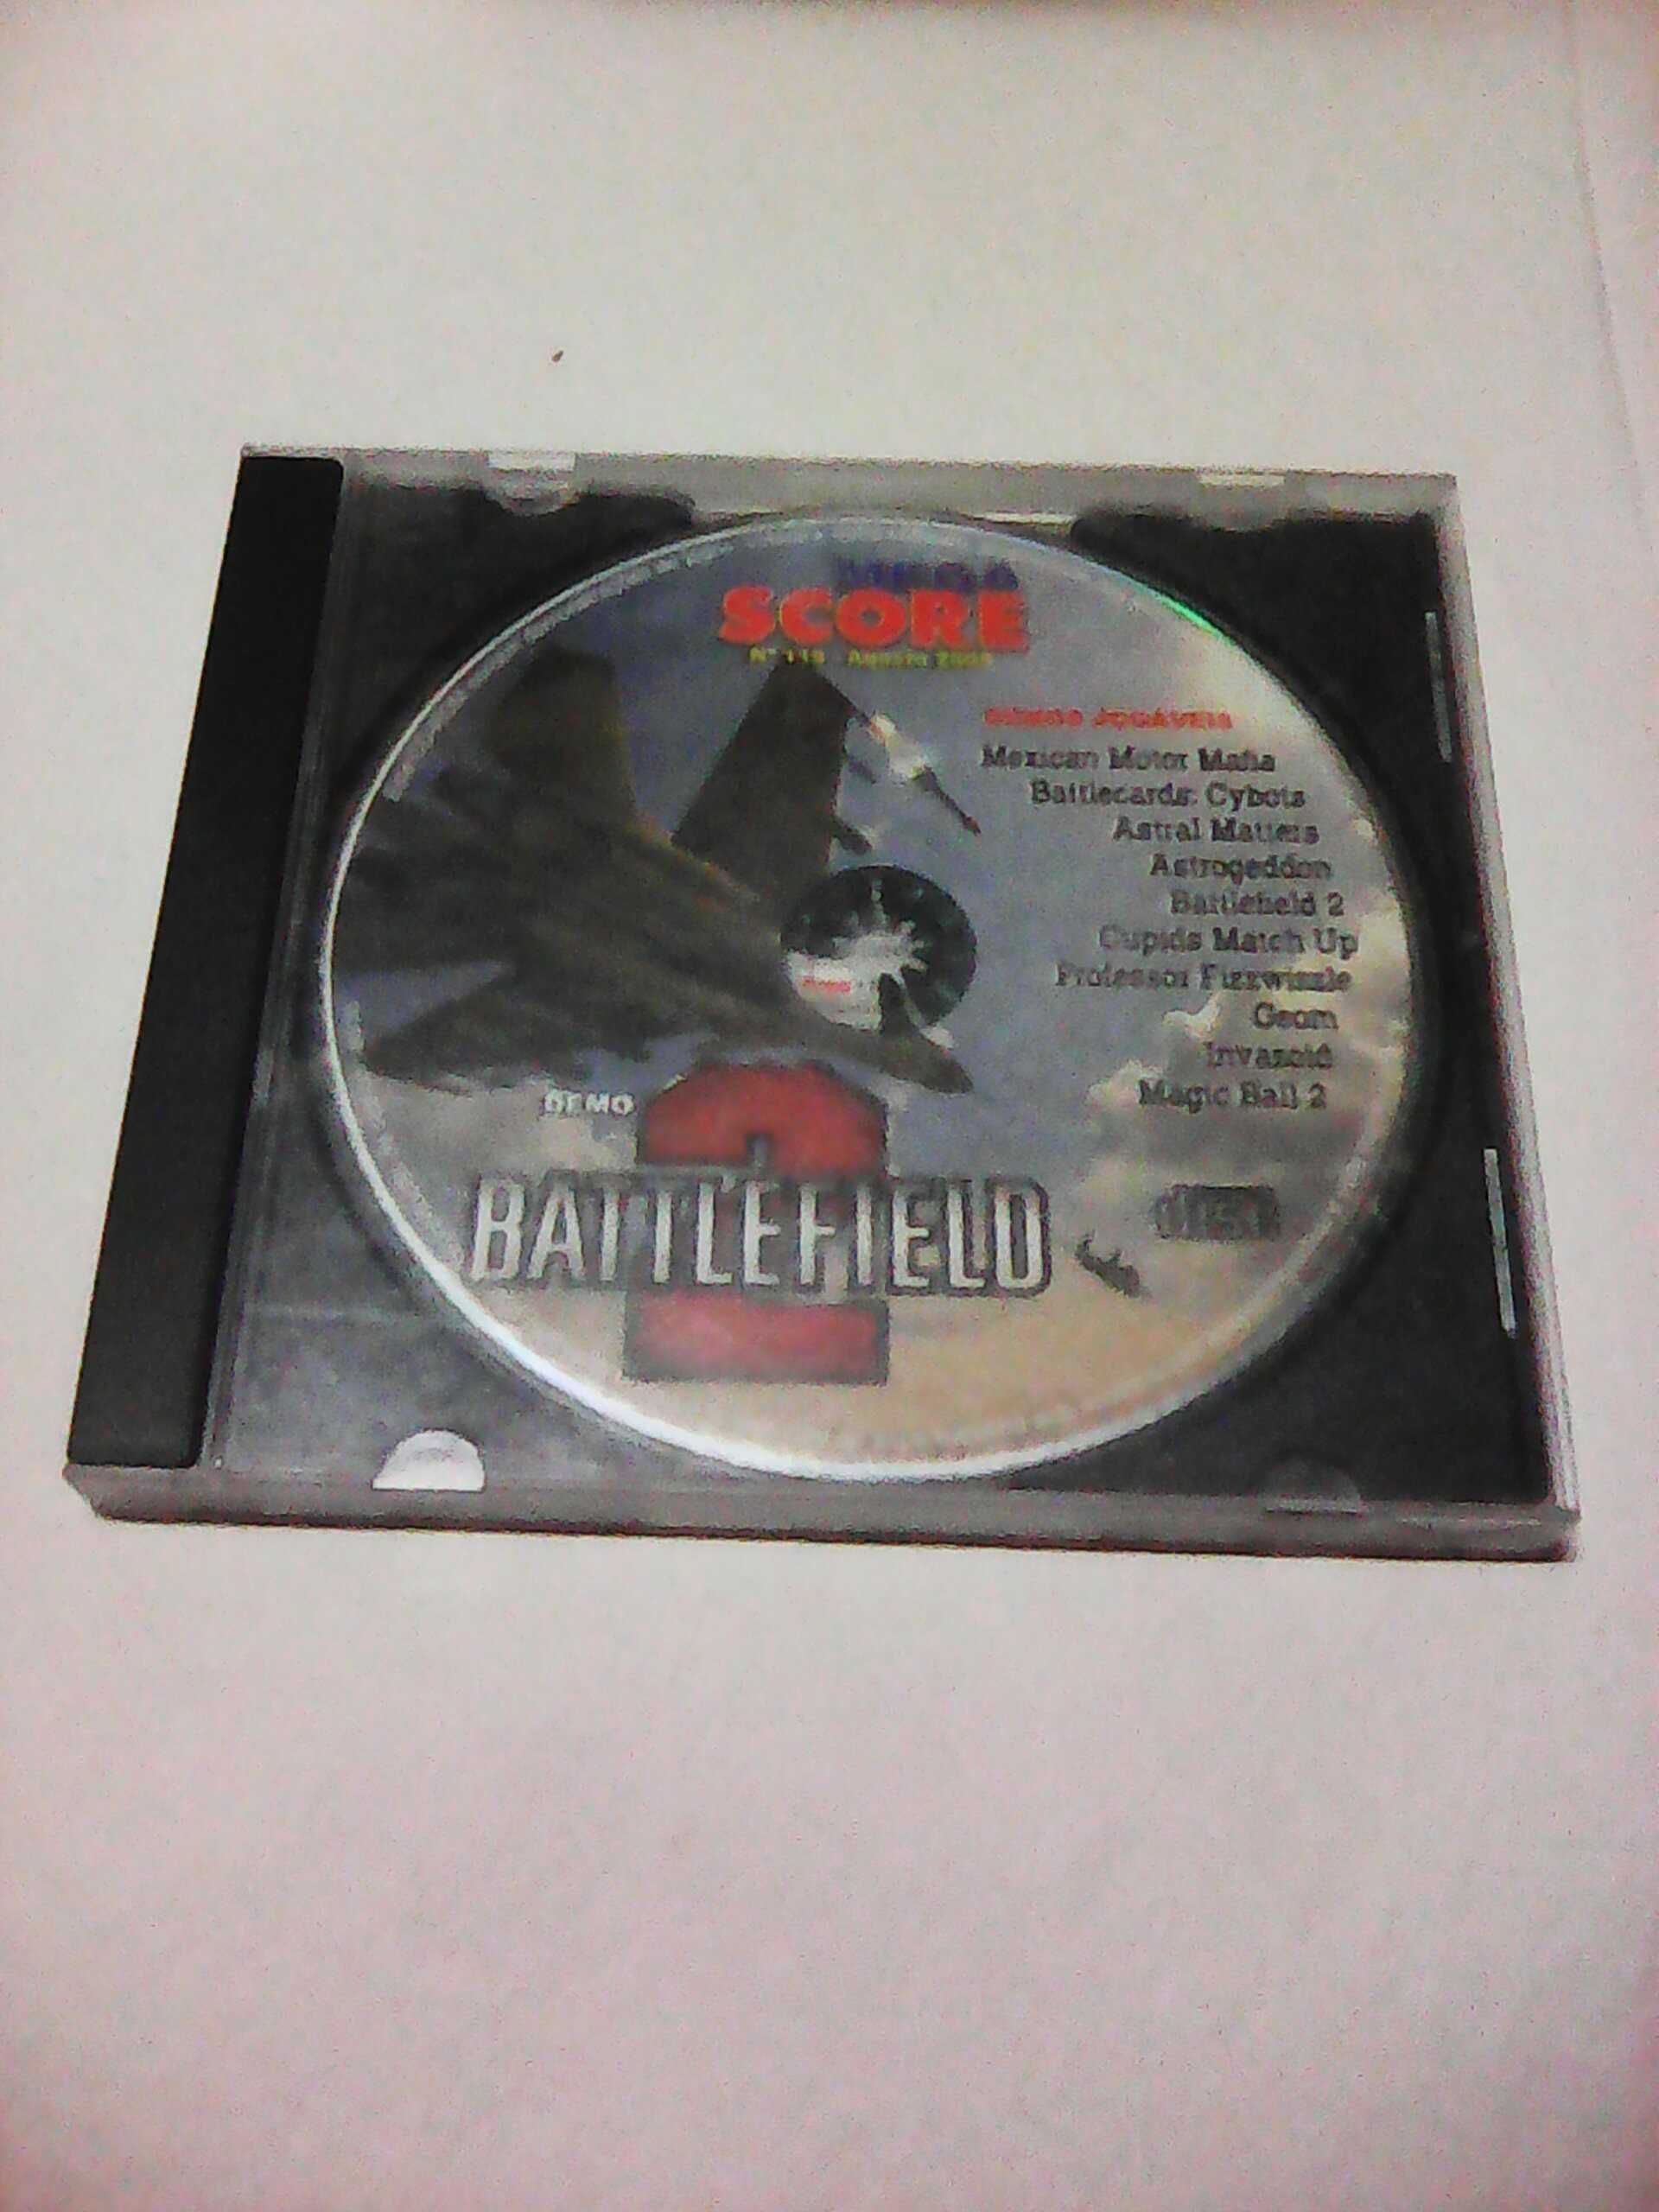 MEGA
SCORE
Nº 119 Agosto 2005
DEMOS JOGÁVEIS
Mexican Motor Mafia
Battlecards: Cybots
Astral Matters
Astrogeddon
Battlefield 2
Cupids Match Up
Professor Fizzwizzle
Geom
Invazoid
Magic Ball 2
DEMO
2
BATTLEFIELD